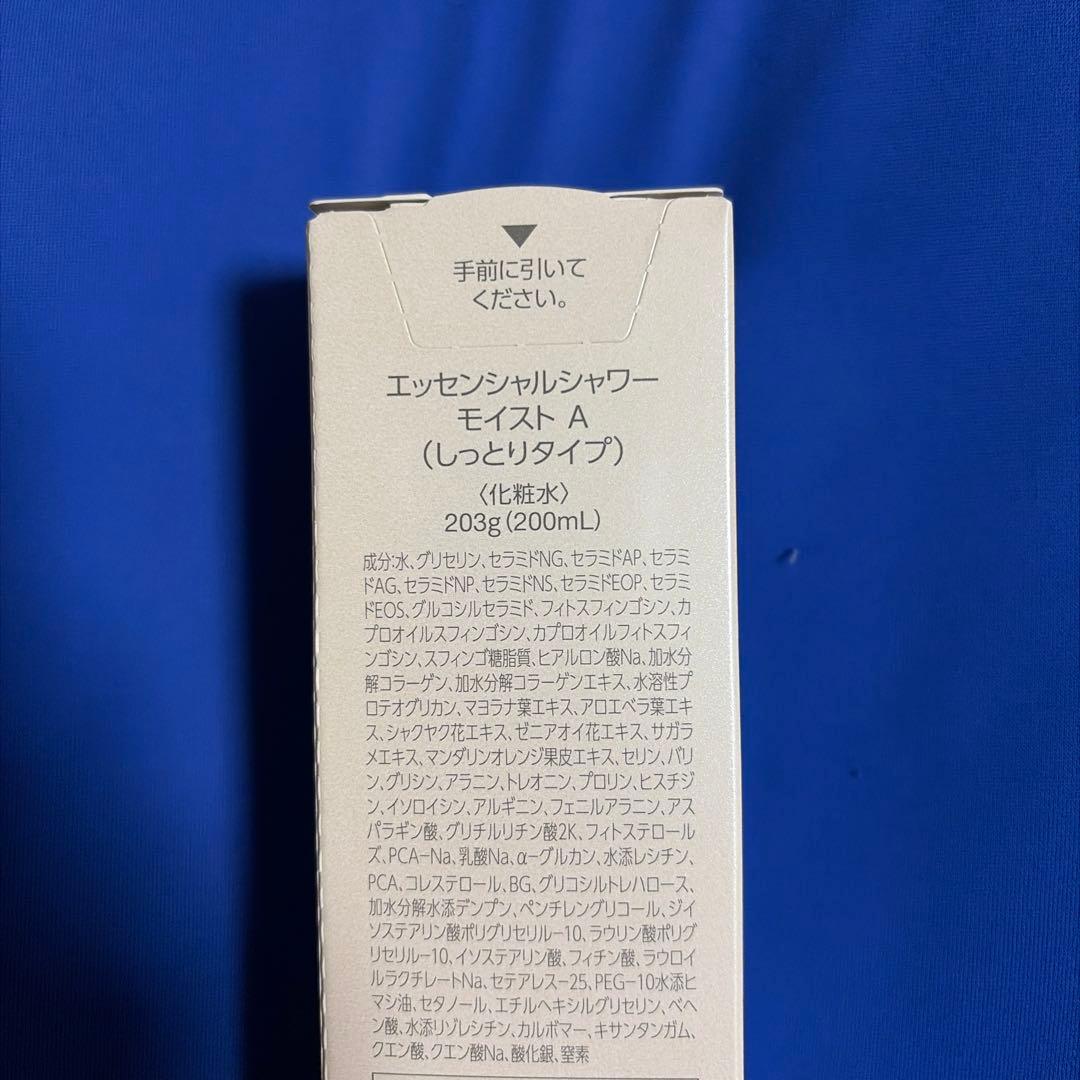 ▼
手前に引いて
ください。
エッセンシャルシャワー
モイスト A
(しっとりタイプ)
〈化粧水〉
203g(200mL)
成分:水、グリセリン、セラミドNG、セラミドAP、セラミ
ドAG、セラミドNP、セラミドNS、セラミドEOP、セラミ
ドEOS、グルコシルセラミド、フィトスフィンゴシン、カ
プロオイルスフィンゴシン、カプロオイルフィトスフィ
ンゴシン、スフィンゴ糖脂質、ヒアルロン酸Na、加水分
解コラーゲン、加水分解コラーゲンエキス、水溶性プ
ロテオグリカン、マヨラナ葉エキス、アロエベラ葉エキ
ス、シャクヤク花エキス、ゼニアオイ花エキス、サガラ
メエキス、マンダリンオレンジ果皮エキス、セリン、バリ
ン、グリシン、アラニン、トレオニン、プロリン、ヒスチジ
ン、イソロイシン、アルギニン、フェニルアラニン、アス
パラギン酸、グリチルリチン酸2K、フィトステロール
ズ、PCA-Na、乳酸Na、α-グルカン、水添レシチン、
PCA、コレステロール、BG、グリコシルトレハロース、
加水分解水添デンプン、ペンチレングリコール、ジイ
ソステアリン酸ポリグリセリル-10、ラウリン酸ポリグ
リセリル-10、イソステアリン酸、フィチン酸、ラウロイ
ルラクチレートNa、セテアレス-25、PEG-10水添ヒ
マシ油、セタノール、エチルヘキシルグリセリン、ベヘ
ン酸、水添リゾレシチン、カルボマー、キサンタンガム、
クエン酸、クエン酸Na、酸化銀、窒素